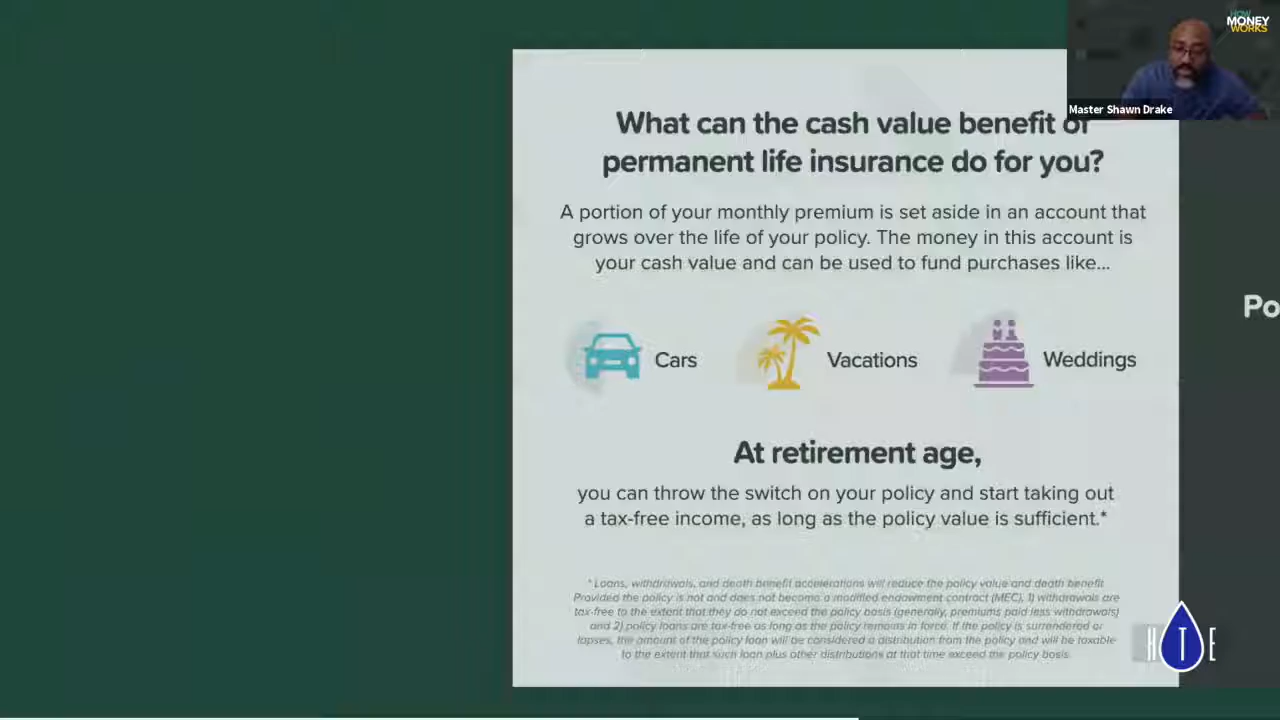 HOW
MONEY
WORKS
Master Shawn Drake
What can the cash value benefit of
permanent life insurance do for you?
A portion of your monthly premium is set aside in an account that
grows over the life of your policy. The money in this account is
your cash value and can be used to fund purchases like...
Po
Cars
Vacations
Weddings
At retirement age,
you can throw the switch on your policy and start taking out
a tax-free income, as long as the policy value is sufficient.*
* Loans, withdrawals, and death benefit accelerations will reduce the policy value and death benefit.
Provided the policy is not and does not become a modified endowment contract (MEC), 1) withdrawals are
tax-free to the extent that they do not exceed the policy basis (generally, premiums paid less withdrawals)
and 2) policy loans are tax-free as long as the policy remains in force. If the policy is surrendered or
lapses, the amount of the policy loan will be considered a distribution from the policy and will be taxable
to the extent that such loan plus other distributions at that time exceed the policy basis.
H T E